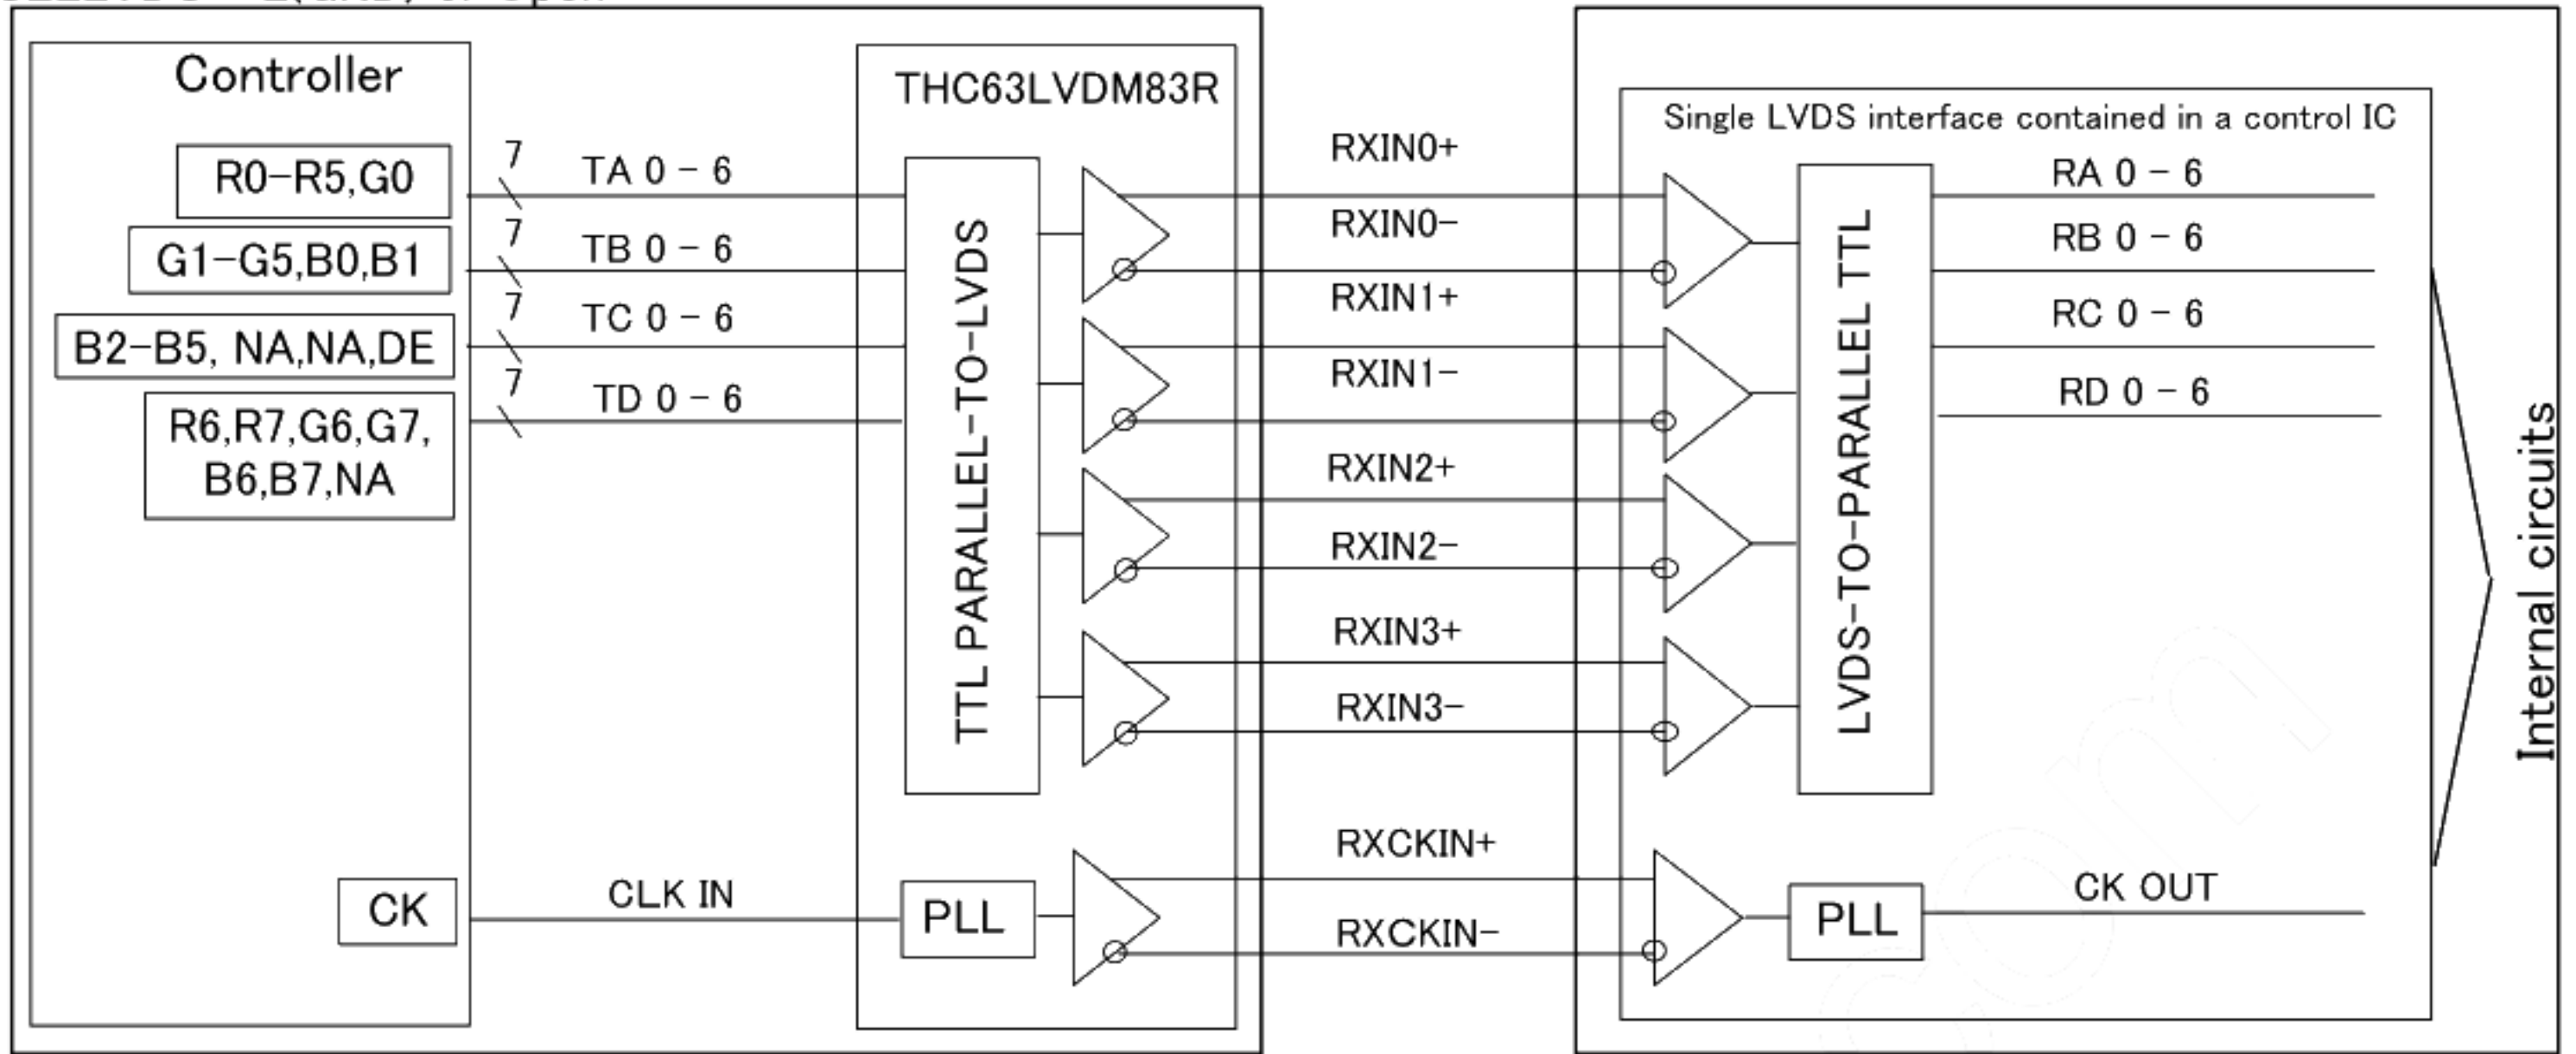 Controller
R0-R5,G0
G1-G5,B0,B1
B2-B5, NA,NA,DE
R6,R7,G6,G7,
B6,B7,NA
CK
7
TA 0 - 6
7
TB 0 - 6
7
TC 0 - 6
7
TD 0 - 6
CLK IN
THC63LVDM83R
TTL PARALLEL-TO-LVDS
PLL
RXIN0+
RXIN0-
RXIN1+
RXIN1-
RXIN2+
RXIN2-
RXIN3+
RXIN3-
RXCKIN+
RXCKIN-
Single LVDS interface contained in a control IC
LVDS-TO-PARALLEL TTL
PLL
RA 0 - 6
RB 0 - 6
RC 0 - 6
RD 0 - 6
CK OUT
Internal circuits
com